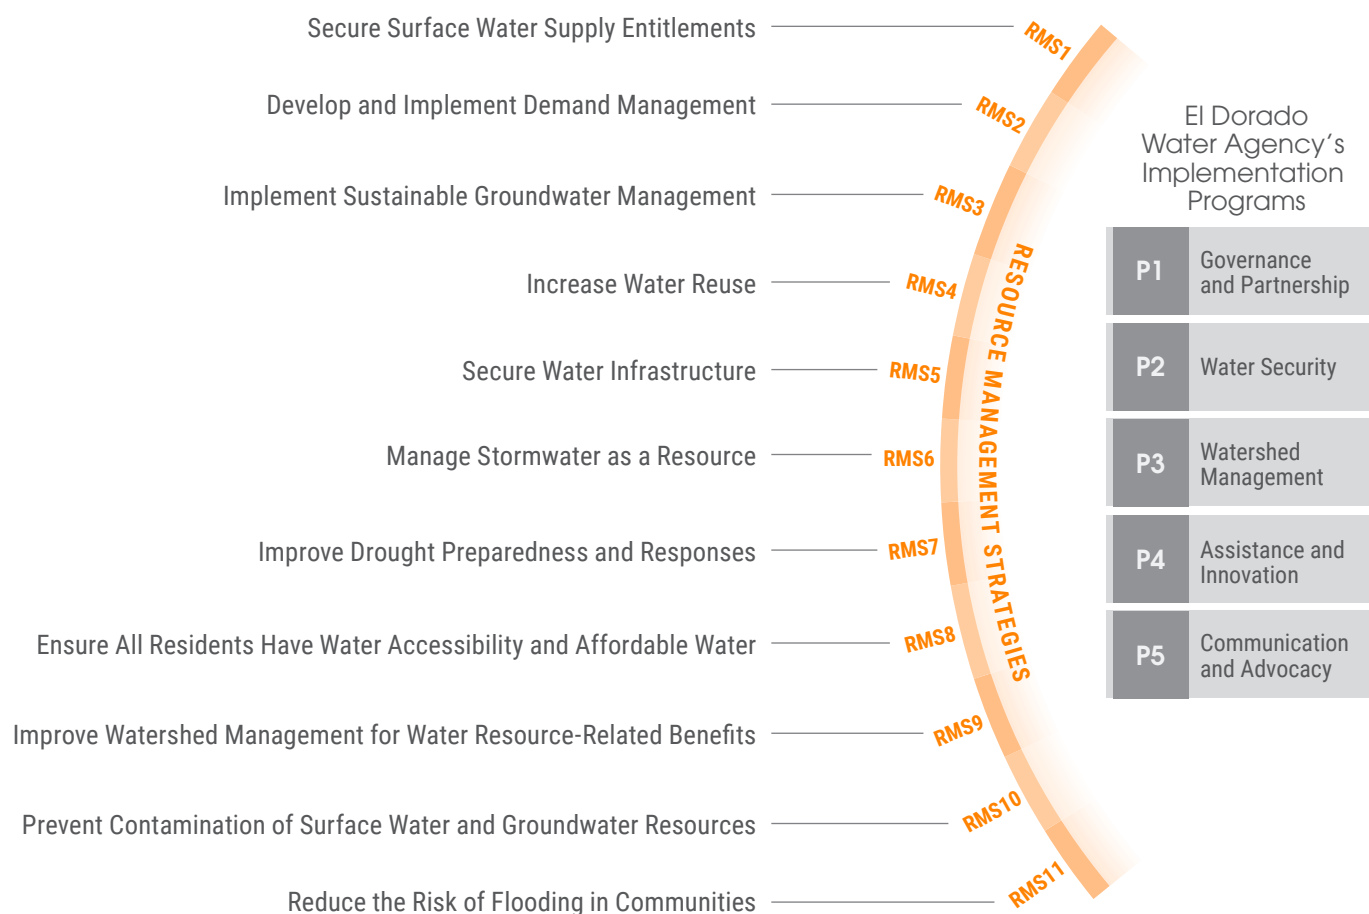 Secure Surface Water Supply Entitlements
RMS1
Develop and Implement Demand Management
RMS2
Implement Sustainable Groundwater Management
RMS3
Increase Water Reuse
RMS4
Secure Water Infrastructure
RMS5
Manage Stormwater as a Resource
RMS6
Improve Drought Preparedness and Responses
RMS7
Ensure All Residents Have Water Accessibility and Affordable Water
RMS8
Improve Watershed Management for Water Resource-Related Benefits
RMS9
Prevent Contamination of Surface Water and Groundwater Resources
RMS10
Reduce the Risk of Flooding in Communities
RMS11
RESOURCE MANAGEMENT STRATEGIES
El Dorado
Water Agency's
Implementation
Programs
P1
Governance
and Partnership
P2
Water Security
P3
Watershed
Management
P4
Assistance and
Innovation
P5
Communication
and Advocacy